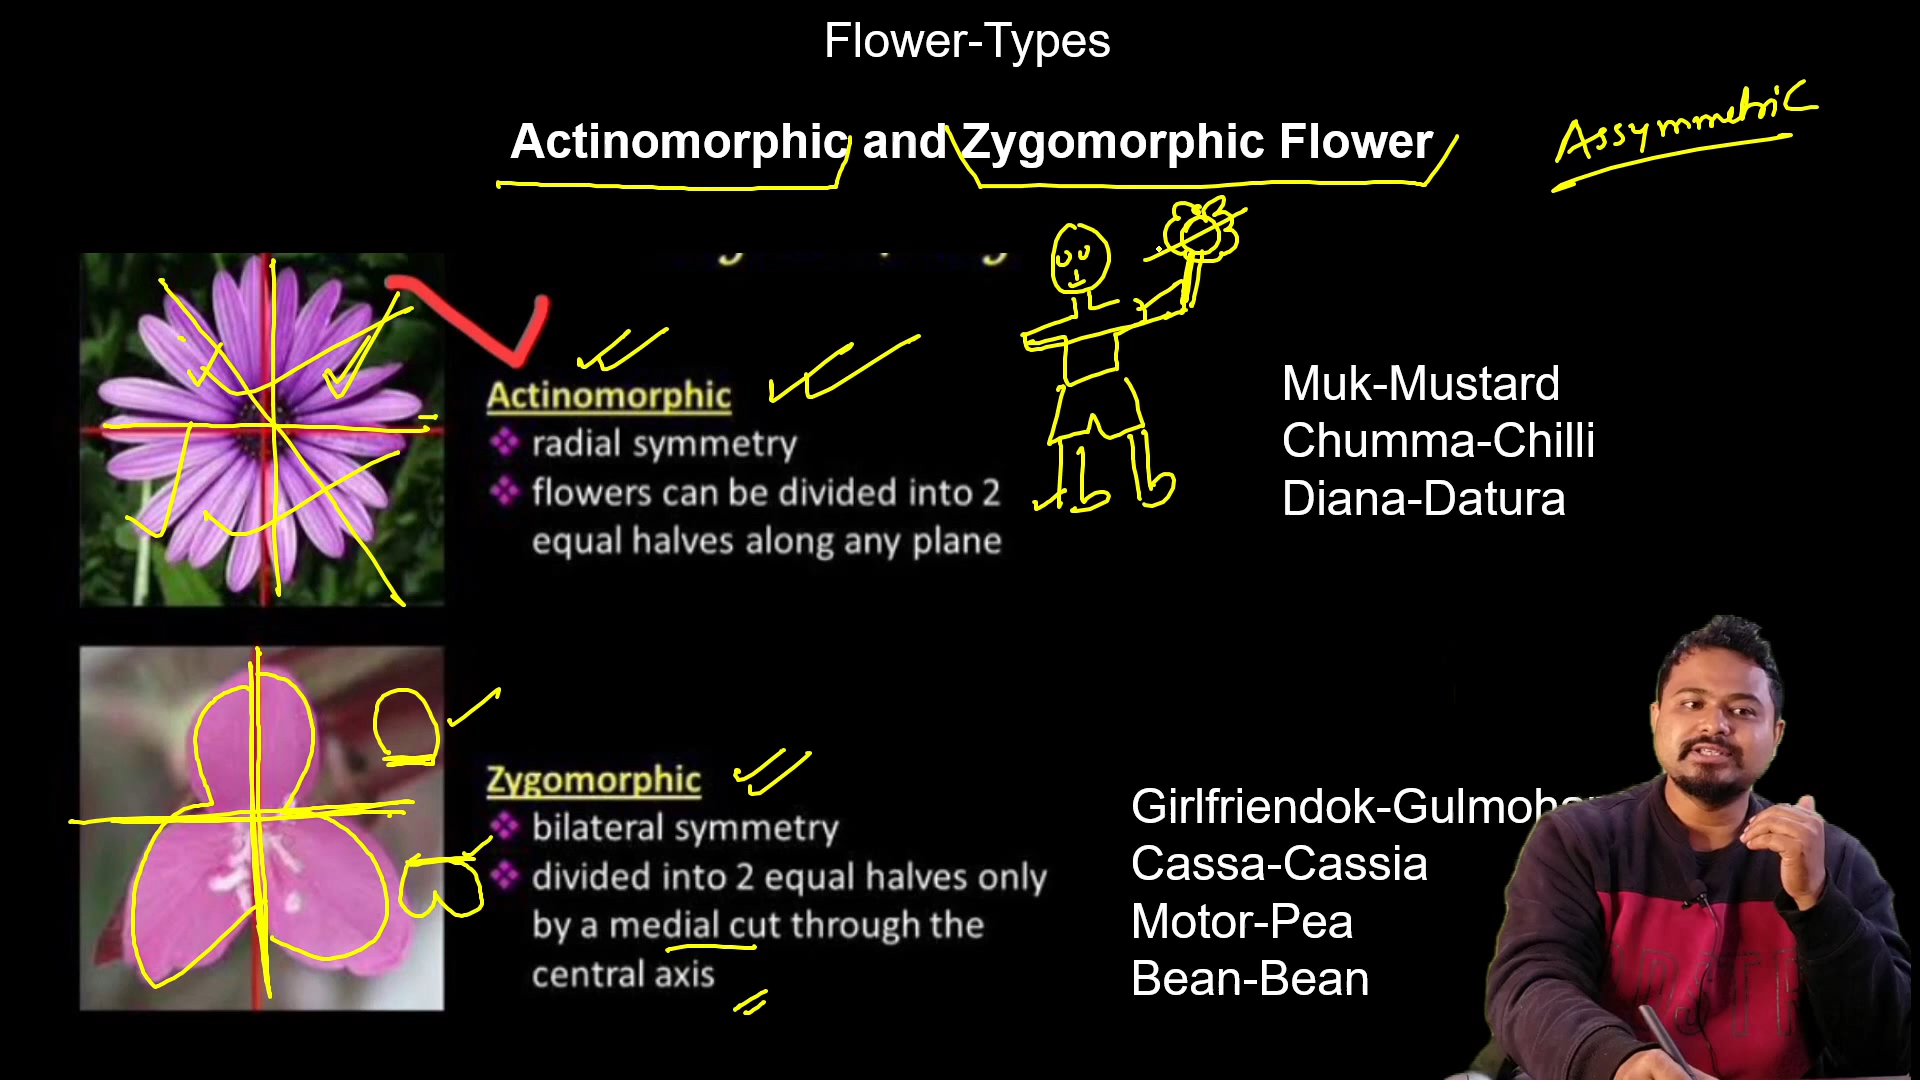 Flower-Types
Actinomorphic and Zygomorphic Flower
AssymmetriC
Actinomorphic
❖ radial symmetry
❖ flowers can be divided into 2
equal halves along any plane
Muk-Mustard
Chumma-Chilli
Diana-Datura
Zygomorphic
❖ bilateral symmetry
❖ divided into 2 equal halves only
by a medial cut through the
central axis
Girlfriendok-Gulmohar
Cassa-Cassia
Motor-Pea
Bean-Bean